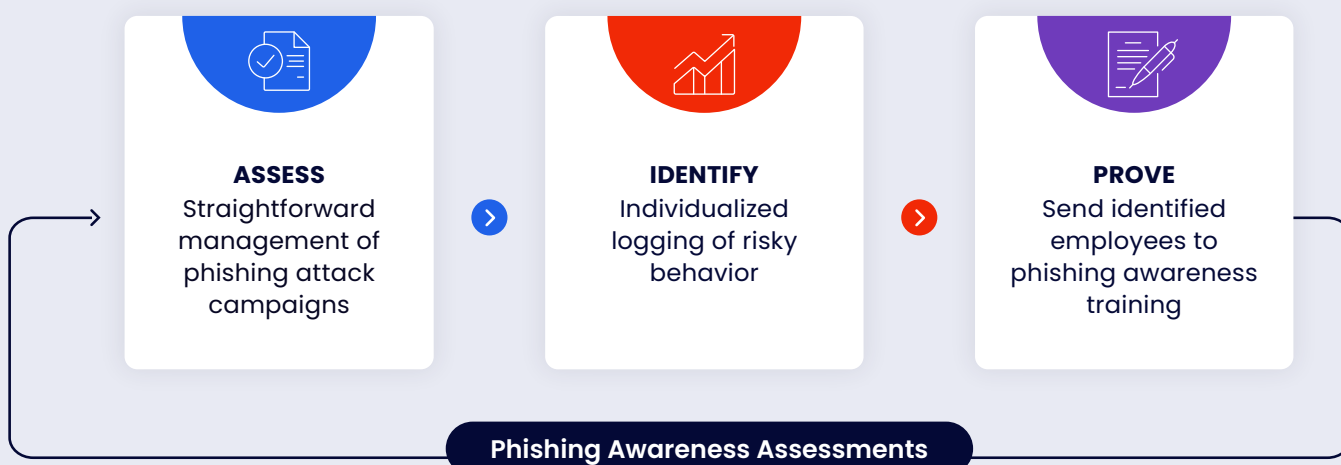 ASSESS
Straightforward
management of
phishing attack
campaigns
IDENTIFY
Individualized
logging of risky
behavior
PROVE
Send identified
employees to
phishing awareness
training
Phishing Awareness Assessments